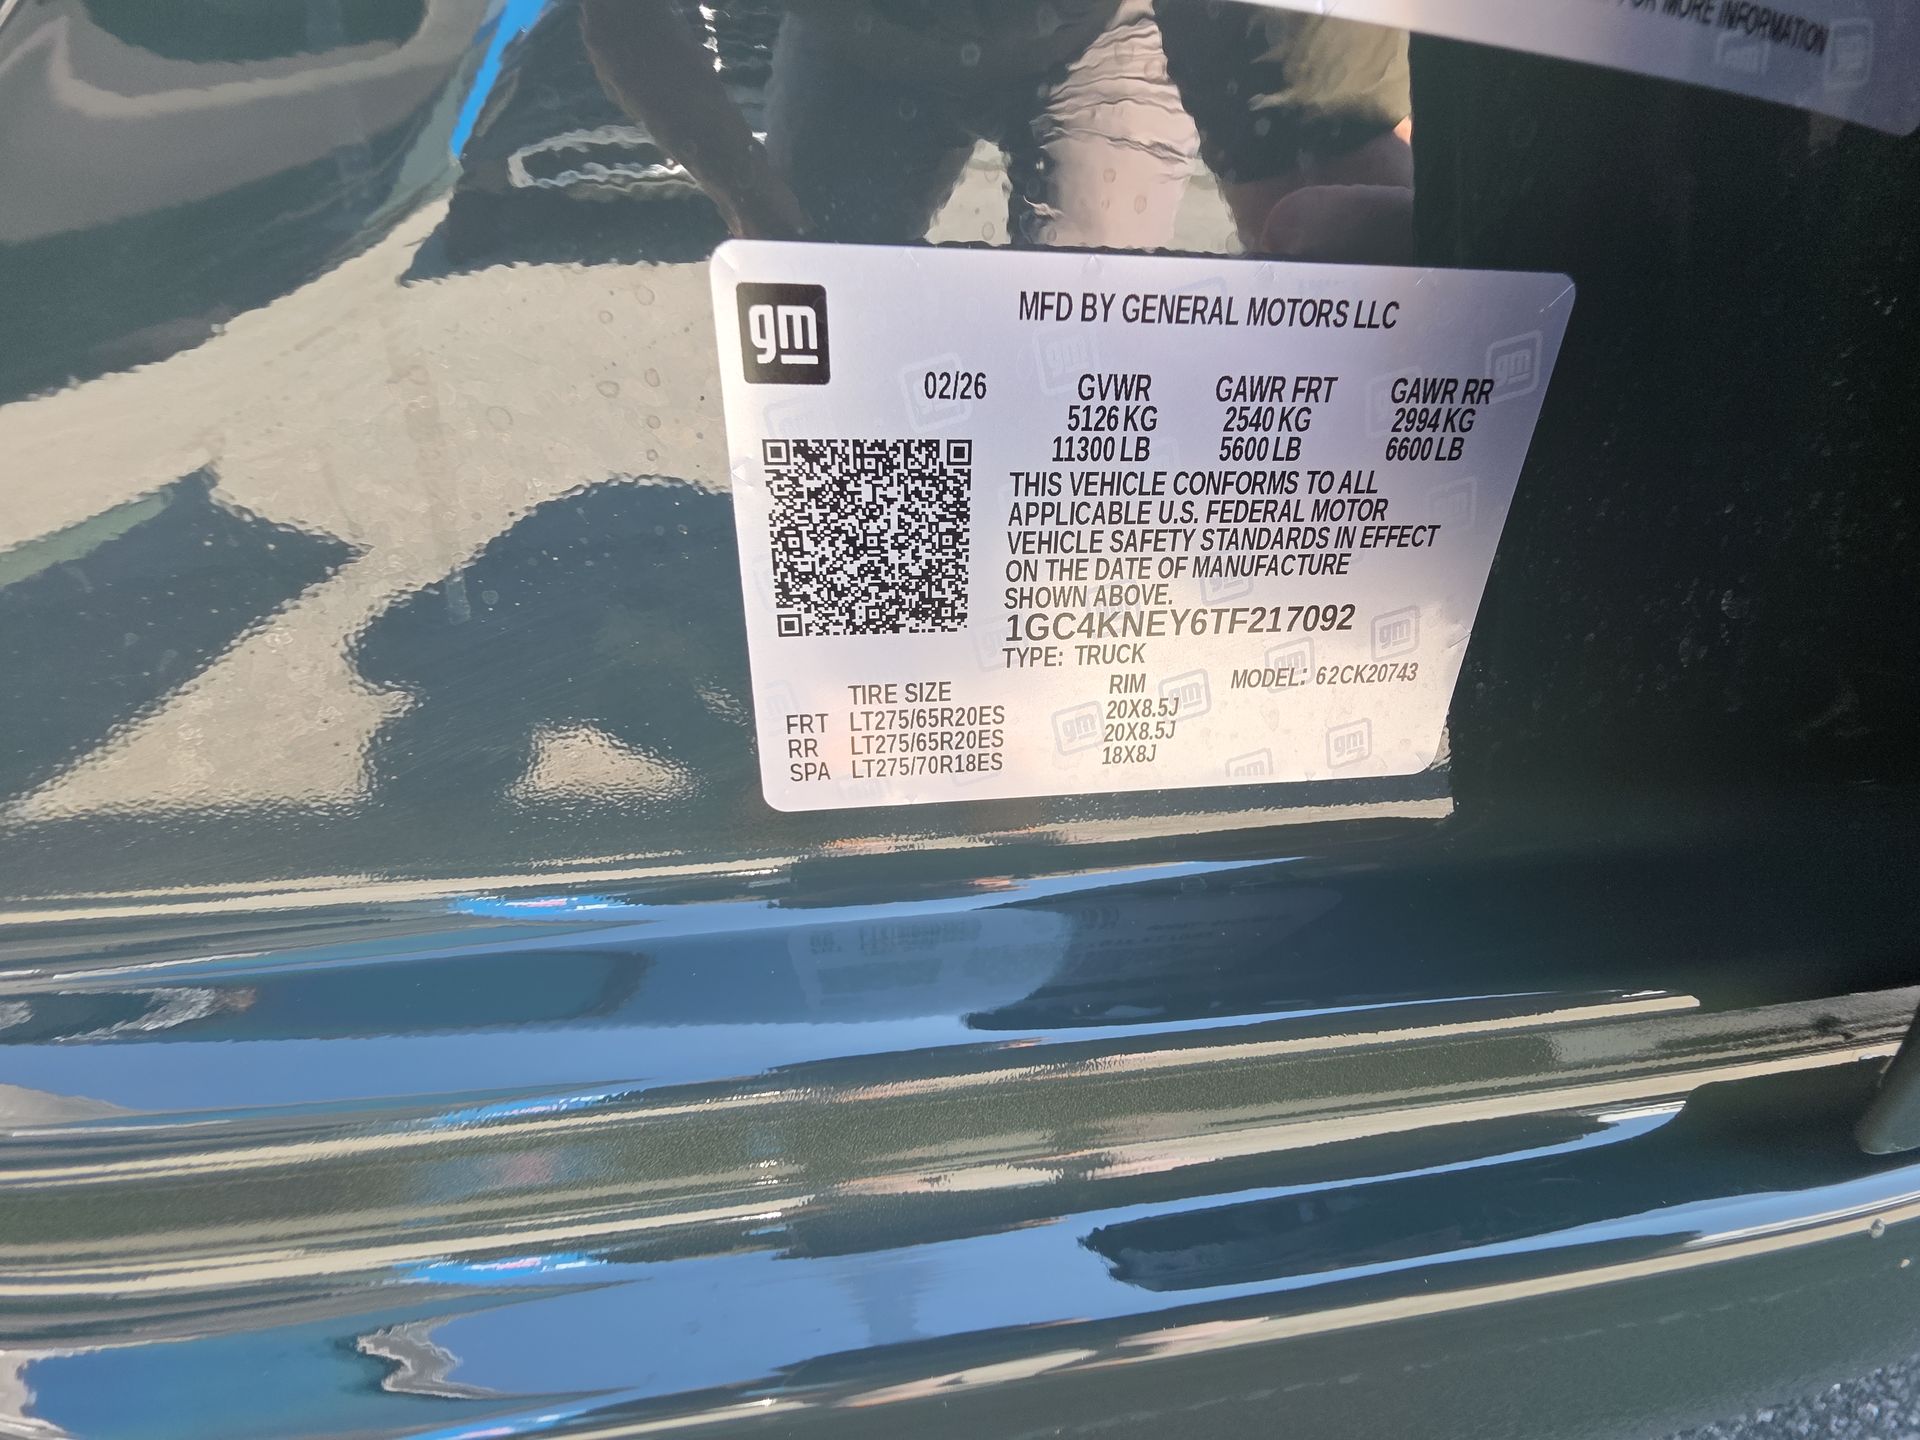 FOR MORE INFORMATION
gm
MFD BY GENERAL MOTORS LLC
02/26 GVWR GAWR FRT GAWR RR
5126 KG 2540 KG 2994 KG
11300 LB 5600 LB 6600 LB
THIS VEHICLE CONFORMS TO ALL
APPLICABLE U.S. FEDERAL MOTOR
VEHICLE SAFETY STANDARDS IN EFFECT
ON THE DATE OF MANUFACTURE
SHOWN ABOVE.
1GC4KNEY6TF217092
TYPE: TRUCK
MODEL: 62CK20743
TIRE SIZE RIM
FRT LT275/65R20ES 20X8.5J
RR LT275/65R20ES 20X8.5J
SPA LT275/70R18ES 18X8J